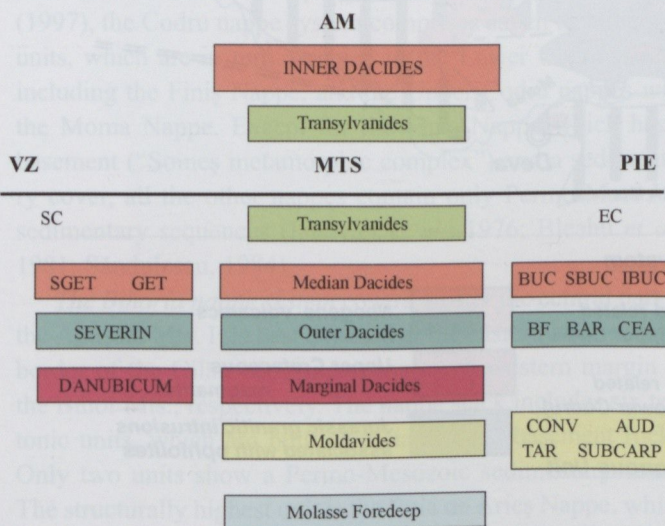 AM
INNER DACIDES
Transylvanides
VZ MTS PIE
SC Transylvanides EC
SGET GET Median Dacides BUC SBUC IBUC
SEVERIN Outer Dacides BF BAR CEA
DANUBICUM Marginal Dacides
Moldavides CONV AUD
TAR SUBCARP
Molasse Foredeep